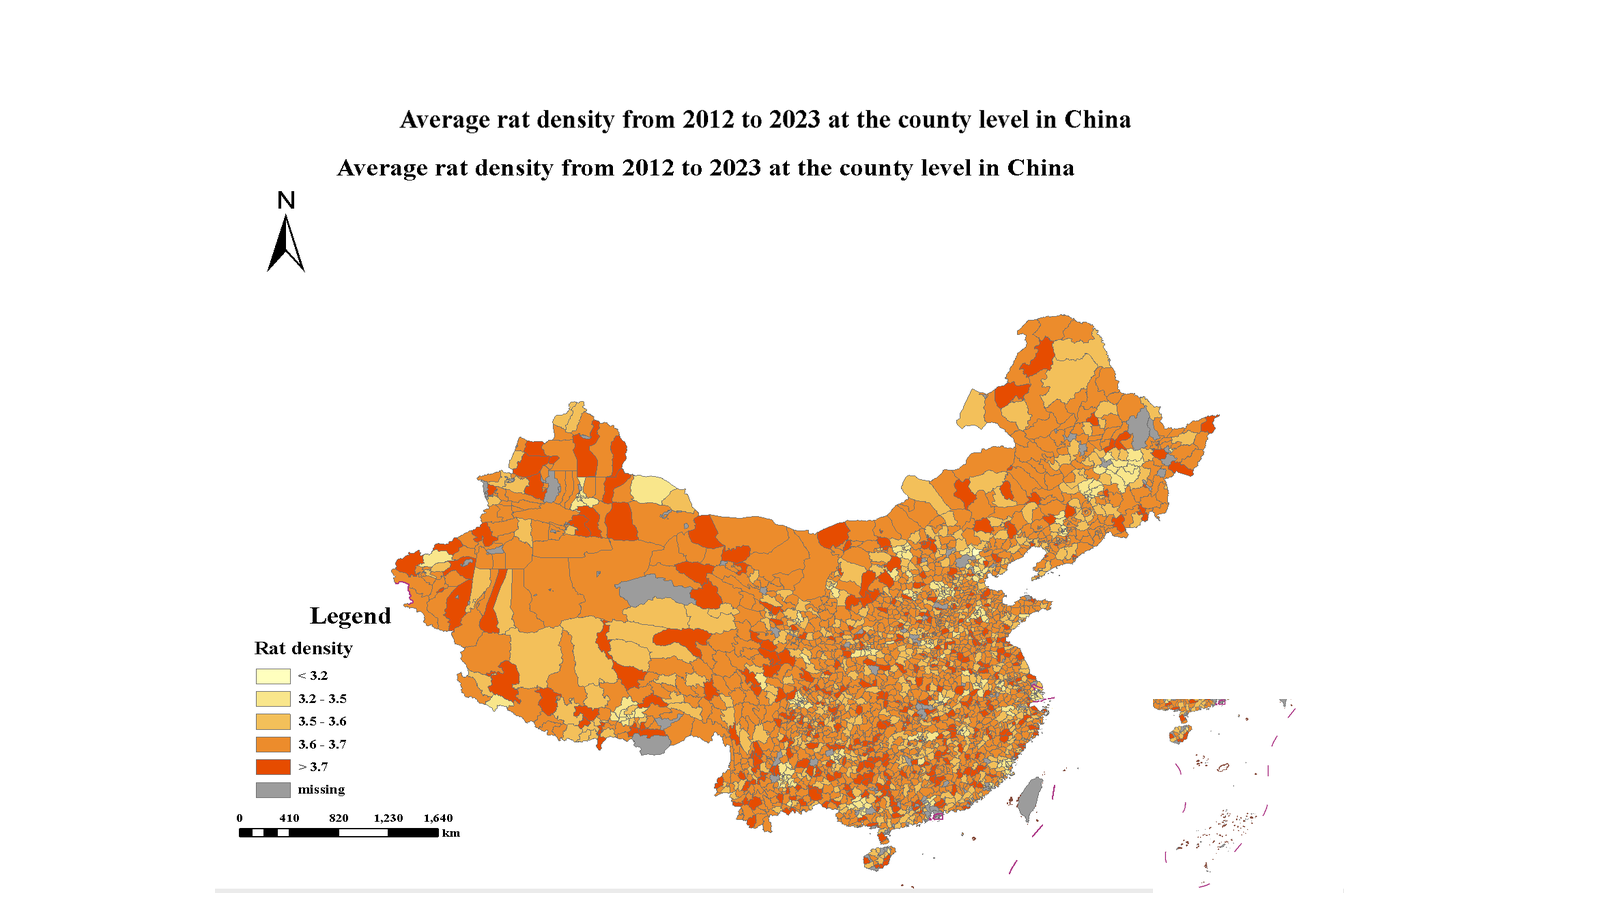 Average rat density from 2012 to 2023 at the county level in China
Average rat density from 2012 to 2023 at the county level in China
N
Legend
Rat density
< 3.2
3.2 - 3.5
3.5 - 3.6
3.6 - 3.7
> 3.7
missing
0 410 820 1,230 1,640
km